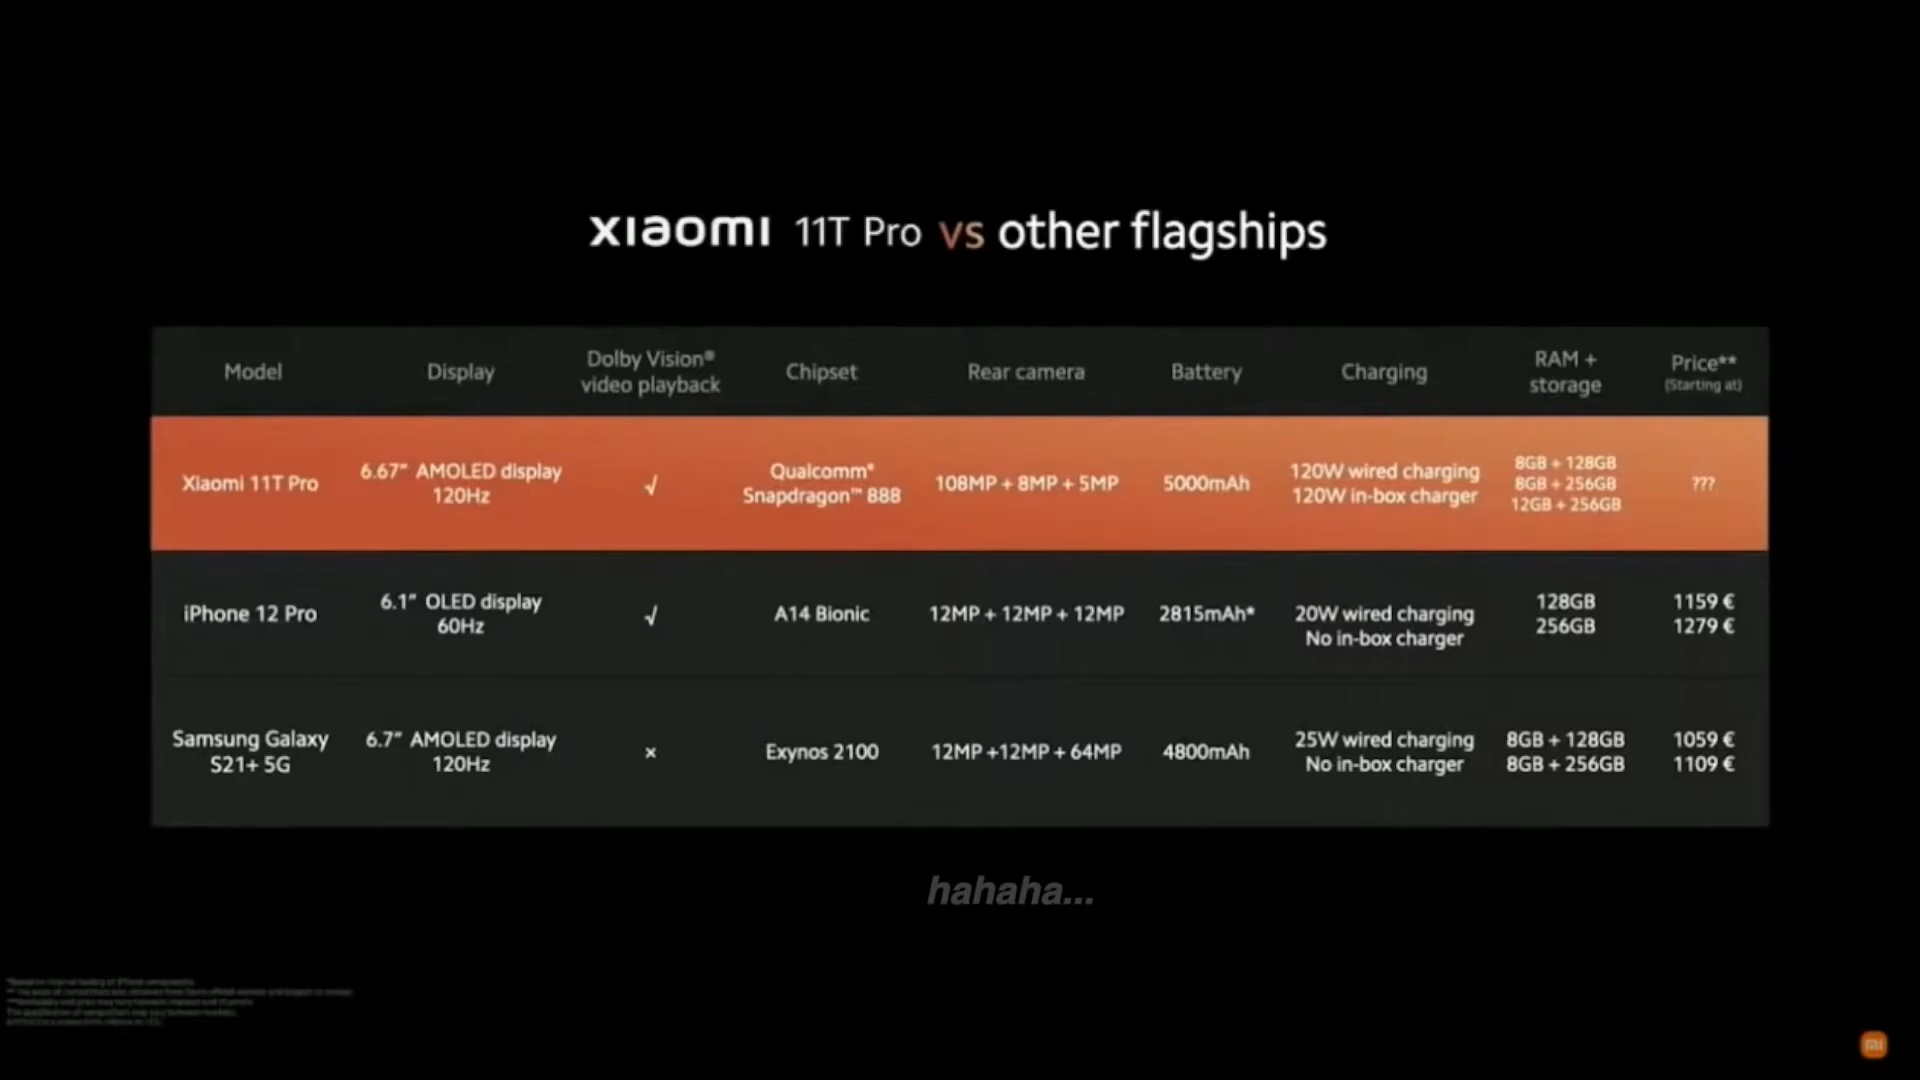 xiaomi 11T Pro vs other flagships
Model Display Dolby Vision® video playback Chipset Rear camera Battery Charging RAM + storage Price** (Starting at)
Xiaomi 11T Pro 6.67" AMOLED display 120Hz √ Qualcomm® Snapdragon™ 888 108MP + 8MP + 5MP 5000mAh 120W wired charging 120W in-box charger 8GB + 128GB 8GB + 256GB 12GB + 256GB ???
iPhone 12 Pro 6.1" OLED display 60Hz √ A14 Bionic 12MP + 12MP + 12MP 2815mAh* 20W wired charging No in-box charger 128GB 256GB 1159 € 1279 €
Samsung Galaxy S21+ 5G 6.7" AMOLED display 120Hz × Exynos 2100 12MP +12MP + 64MP 4800mAh 25W wired charging No in-box charger 8GB + 128GB 8GB + 256GB 1059 € 1109 €
hahaha...
mi